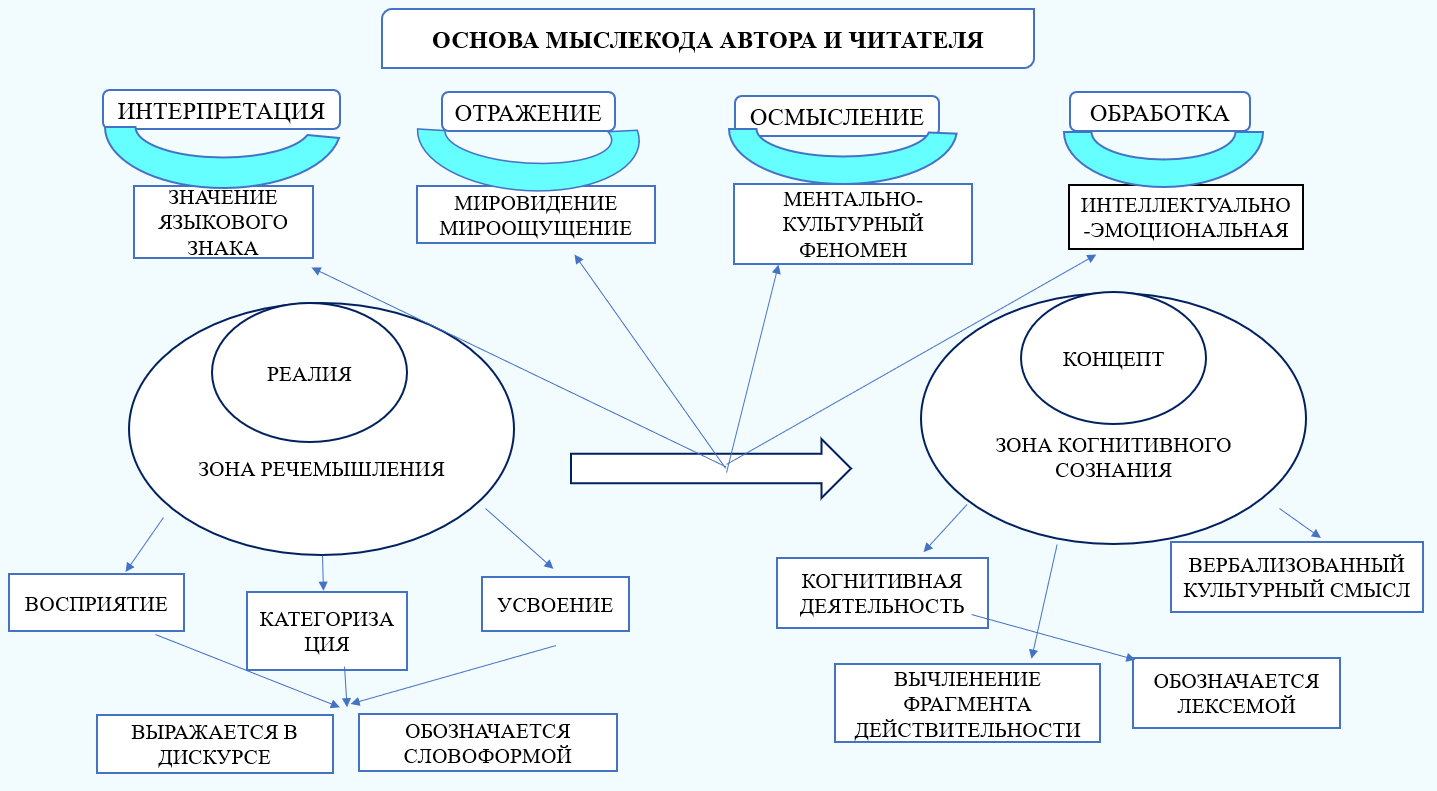 ОСНОВА МЫСЛЕКОДА АВТОРА И ЧИТАТЕЛЯ
ИНТЕРПРЕТАЦИЯ
ОТРАЖЕНИЕ
ОСМЫСЛЕНИЕ
ОБРАБОТКА
ЗНАЧЕНИЕ
ЯЗЫКОВОГО
ЗНАКА
МИРОВИДЕНИЕ
МИРООЩУЩЕНИЕ
МЕНТАЛЬНО-
КУЛЬТУРНЫЙ
ФЕНОМЕН
ИНТЕЛЛЕКТУАЛЬНО
-ЭМОЦИОНАЛЬНАЯ
РЕАЛИЯ
ЗОНА РЕЧЕМЫШЛЕНИЯ
КОНЦЕПТ
ЗОНА КОГНИТИВНОГО
СОЗНАНИЯ
ВОСПРИЯТИЕ
КАТЕГОРИЗА
ЦИЯ
УСВОЕНИЕ
КОГНИТИВНАЯ
ДЕЯТЕЛЬНОСТЬ
ВЕРБАЛИЗОВАННЫЙ
КУЛЬТУРНЫЙ СМЫСЛ
ВЫРАЖАЕТСЯ В
ДИСКУРСЕ
ОБОЗНАЧАЕТСЯ
СЛОВОФОРМОЙ
ВЫЧЛЕНЕНИЕ
ФРАГМЕНТА
ДЕЙСТВИТЕЛЬНОСТИ
ОБОЗНАЧАЕТСЯ
ЛЕКСЕМОЙ